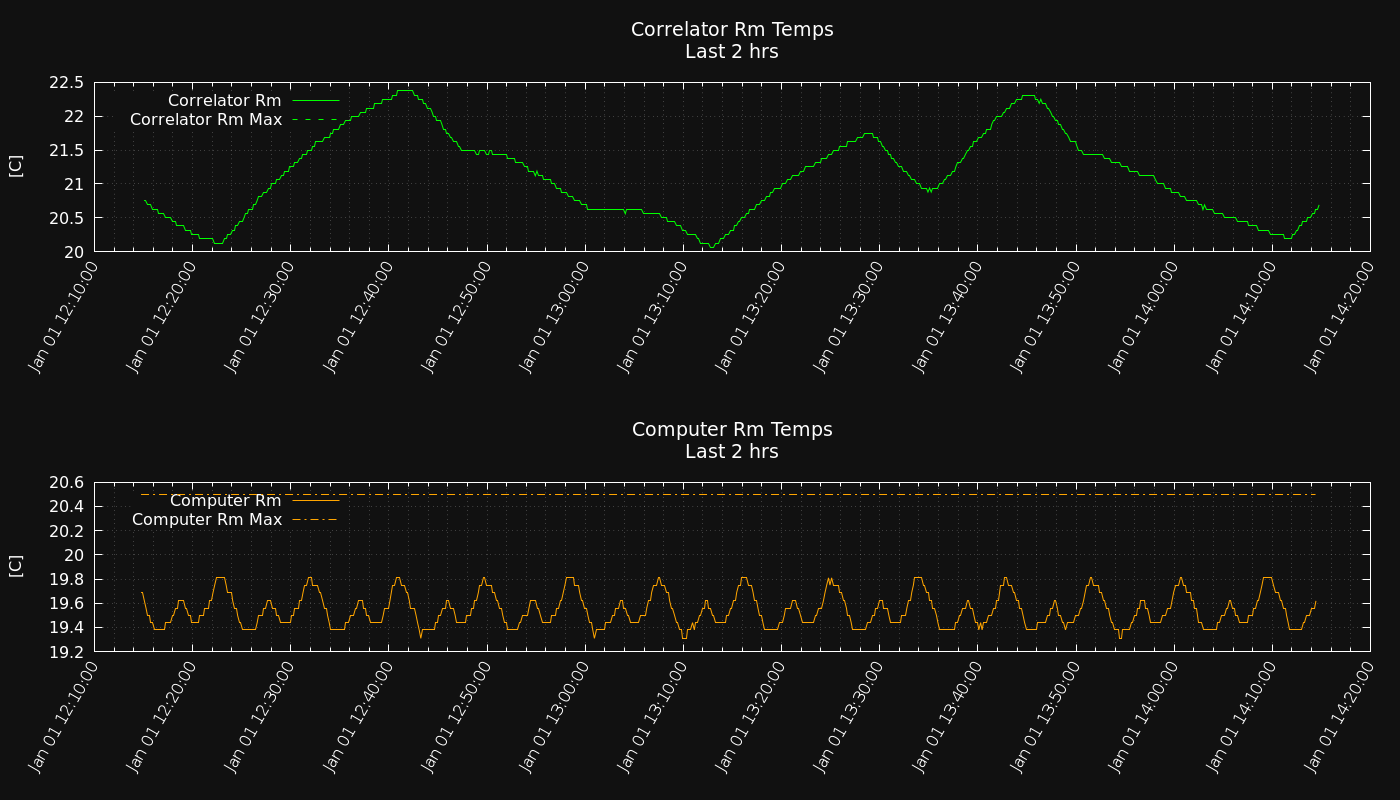 Correlator Rm Temps
Last 2 hrs
22.5
22
21.5
21
20.5
20
[C]
Correlator Rm
Correlator Rm Max
Jan 01 12:10:00
Jan 01 12:20:00
Jan 01 12:30:00
Jan 01 12:40:00
Jan 01 12:50:00
Jan 01 13:00:00
Jan 01 13:10:00
Jan 01 13:20:00
Jan 01 13:30:00
Jan 01 13:40:00
Jan 01 13:50:00
Jan 01 14:00:00
Jan 01 14:10:00
Jan 01 14:20:00
Computer Rm Temps
Last 2 hrs
20.6
20.4
20.2
20
19.8
19.6
19.4
19.2
[C]
Computer Rm
Computer Rm Max
Jan 01 12:10:00
Jan 01 12:20:00
Jan 01 12:30:00
Jan 01 12:40:00
Jan 01 12:50:00
Jan 01 13:00:00
Jan 01 13:10:00
Jan 01 13:20:00
Jan 01 13:30:00
Jan 01 13:40:00
Jan 01 13:50:00
Jan 01 14:00:00
Jan 01 14:10:00
Jan 01 14:20:00